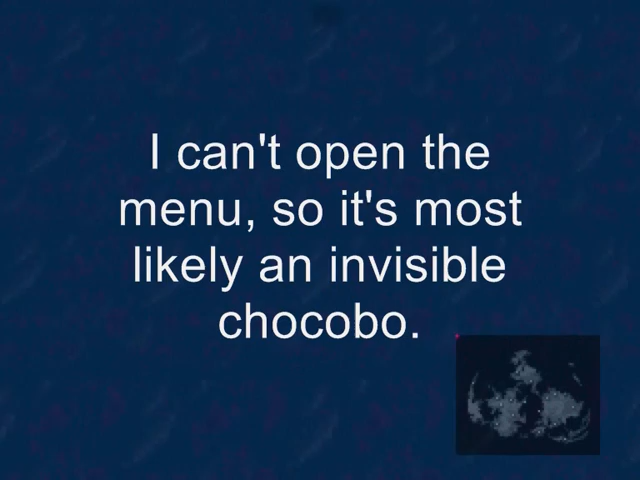 I can't open the
menu, so it's most
likely an invisible
chocobo.